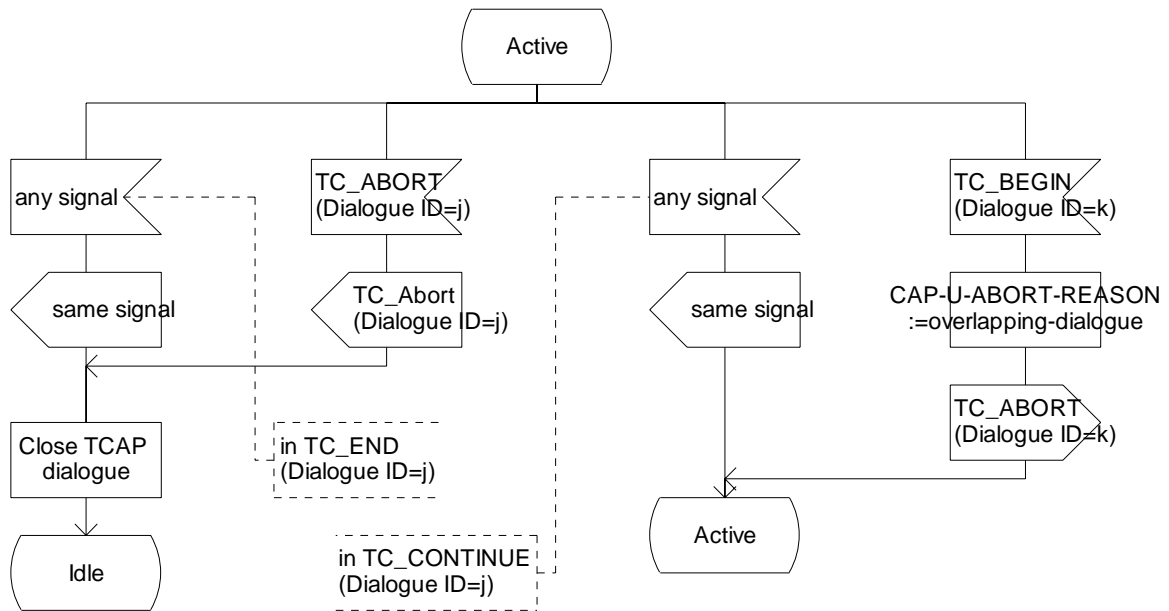 Active
any signal
TC_ABORT
(Dialogue ID=j)
any signal
TC_BEGIN
(Dialogue ID=k)
same signal
TC_Abort
(Dialogue ID=j)
same signal
CAP-U-ABORT-REASON
:=overlapping-dialogue
TC_ABORT
(Dialogue ID=k)
Close TCAP
dialogue
in TC_END
(Dialogue ID=j)
Active
Idle
in TC_CONTINUE
(Dialogue ID=j)